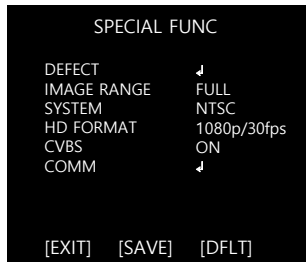 SPECIAL FUNC
DEFECT ↲
IMAGE RANGE FULL
SYSTEM NTSC
HD FORMAT 1080p/30fps
CVBS ON
COMM ↲
[EXIT] [SAVE] [DFLT]